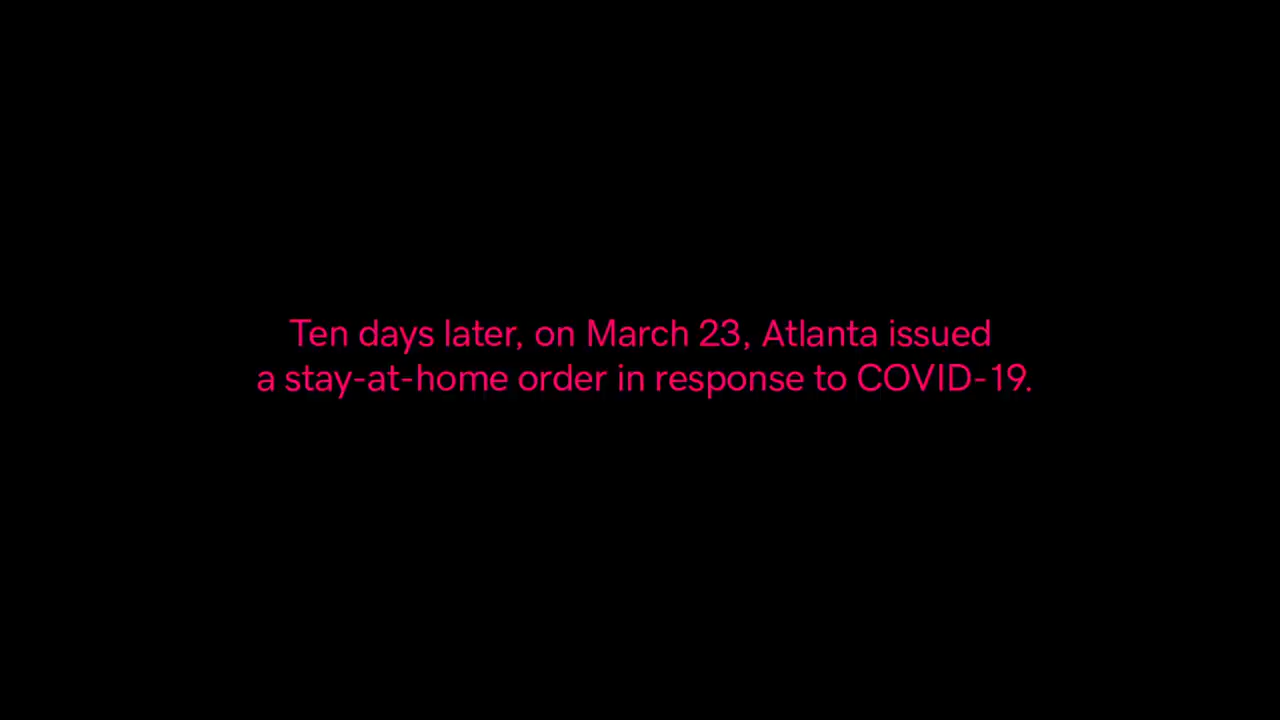 Ten days later, on March 23, Atlanta issued
a stay-at-home order in response to COVID-19.